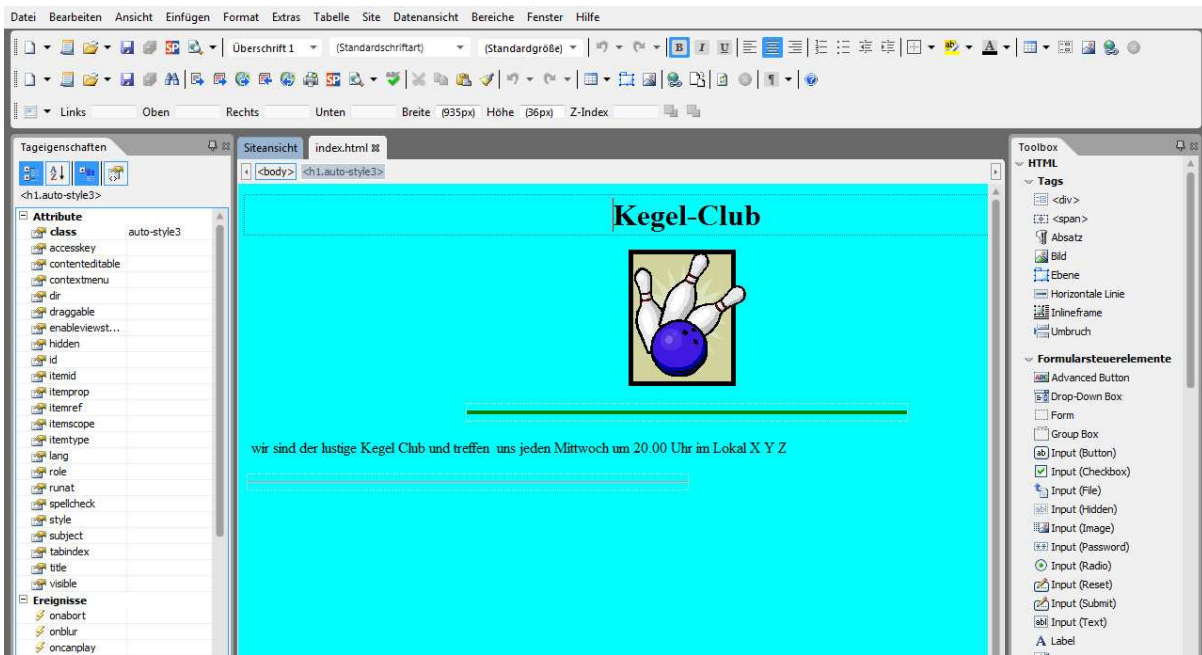 Datei Bearbeiten Ansicht Einfügen Format Extras Tabelle Site Datenansicht Bereiche Fenster Hilfe
Überschrift 1 (Standardschriftart) (Standardgröße) B I U A
Links Oben Rechts Unten Breite (935px) Höhe (36px) Z-Index
Tageigenschaften
<h1.auto-style3>
Attribute
class auto-style3
accesskey
contenteditable
contextmenu
dir
draggable
enableviewst...
hidden
id
itemid
itemprop
itemref
itemscope
itemtype
lang
role
runat
spellcheck
style
subject
tabindex
title
visible
Ereignisse
onabort
onblur
oncanplay
Siteansicht index.html
<body> <h1.auto-style3>
Kegel-Club
wir sind der lustige Kegel Club und treffen uns jeden Mittwoch um 20.00 Uhr im Lokal X Y Z
Toolbox
HTML
Tags
<div>
<span>
Absatz
Bild
Ebene
Horizontale Linie
Inlineframe
Umbruch
Formularsteuerelemente
Advanced Button
Drop-Down Box
Form
Group Box
Input (Button)
Input (Checkbox)
Input (File)
Input (Hidden)
Input (Image)
Input (Password)
Input (Radio)
Input (Reset)
Input (Submit)
Input (Text)
Label